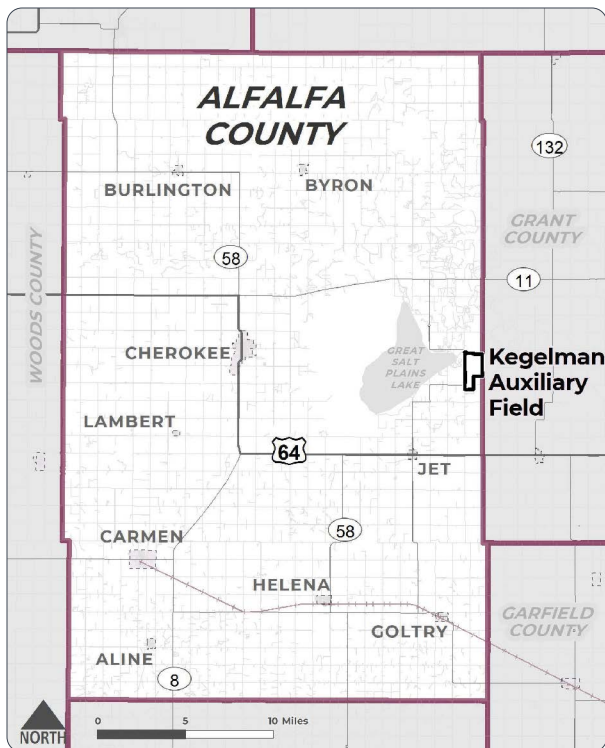 ALFALFA
COUNTY
132
BURLINGTON
BYRON
GRANT
COUNTY
58
11
WOODS COUNTY
CHEROKEE
GREAT
SALT
PLAINS
LAKE
Kegelman
Auxiliary
Field
LAMBERT
64
JET
58
CARMEN
HELENA
GOLTRY
GARFIELD
COUNTY
ALINE
8
NORTH
0 5 10 Miles